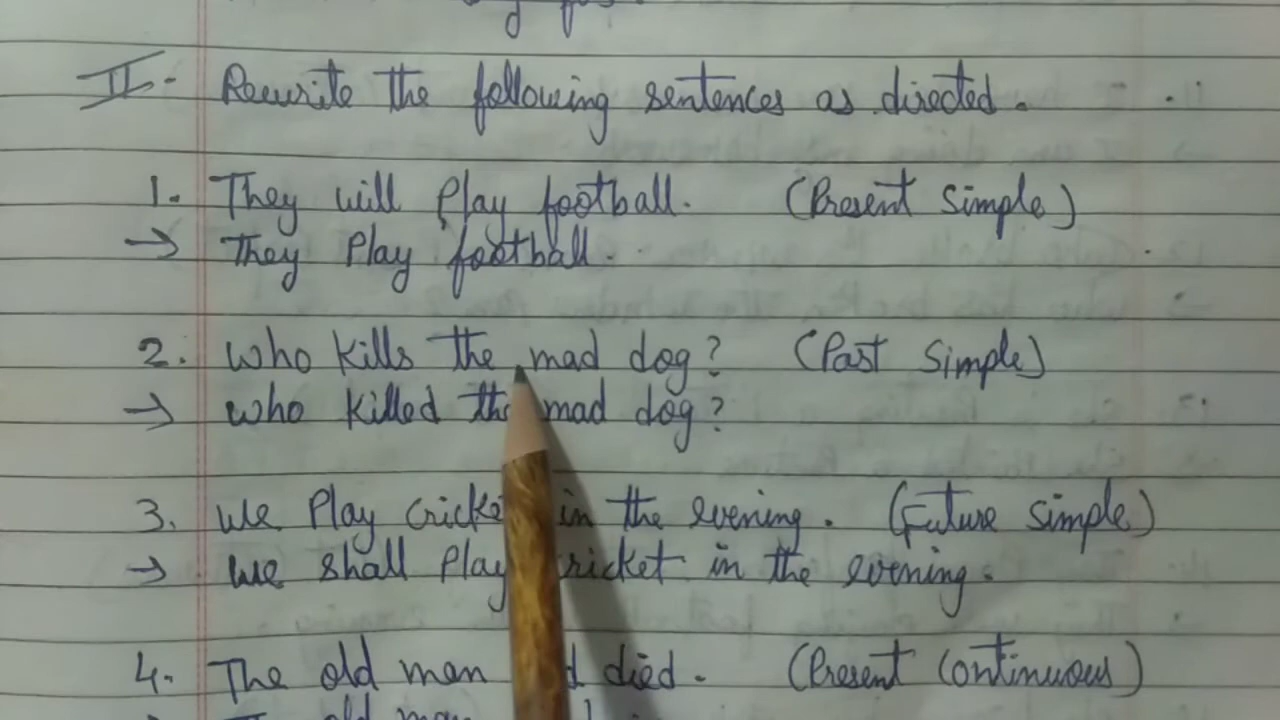 II. Rewrite the following sentences as directed.
1. They will Play football. (Present Simple)
→ They Play football.
2. Who kills the mad dog? (Past Simple)
→ Who killed the mad dog?
3. We Play cricket in the evening. (Future Simple)
→ We shall Play cricket in the evening.
4. The old man died. (Present Continuous)
old man